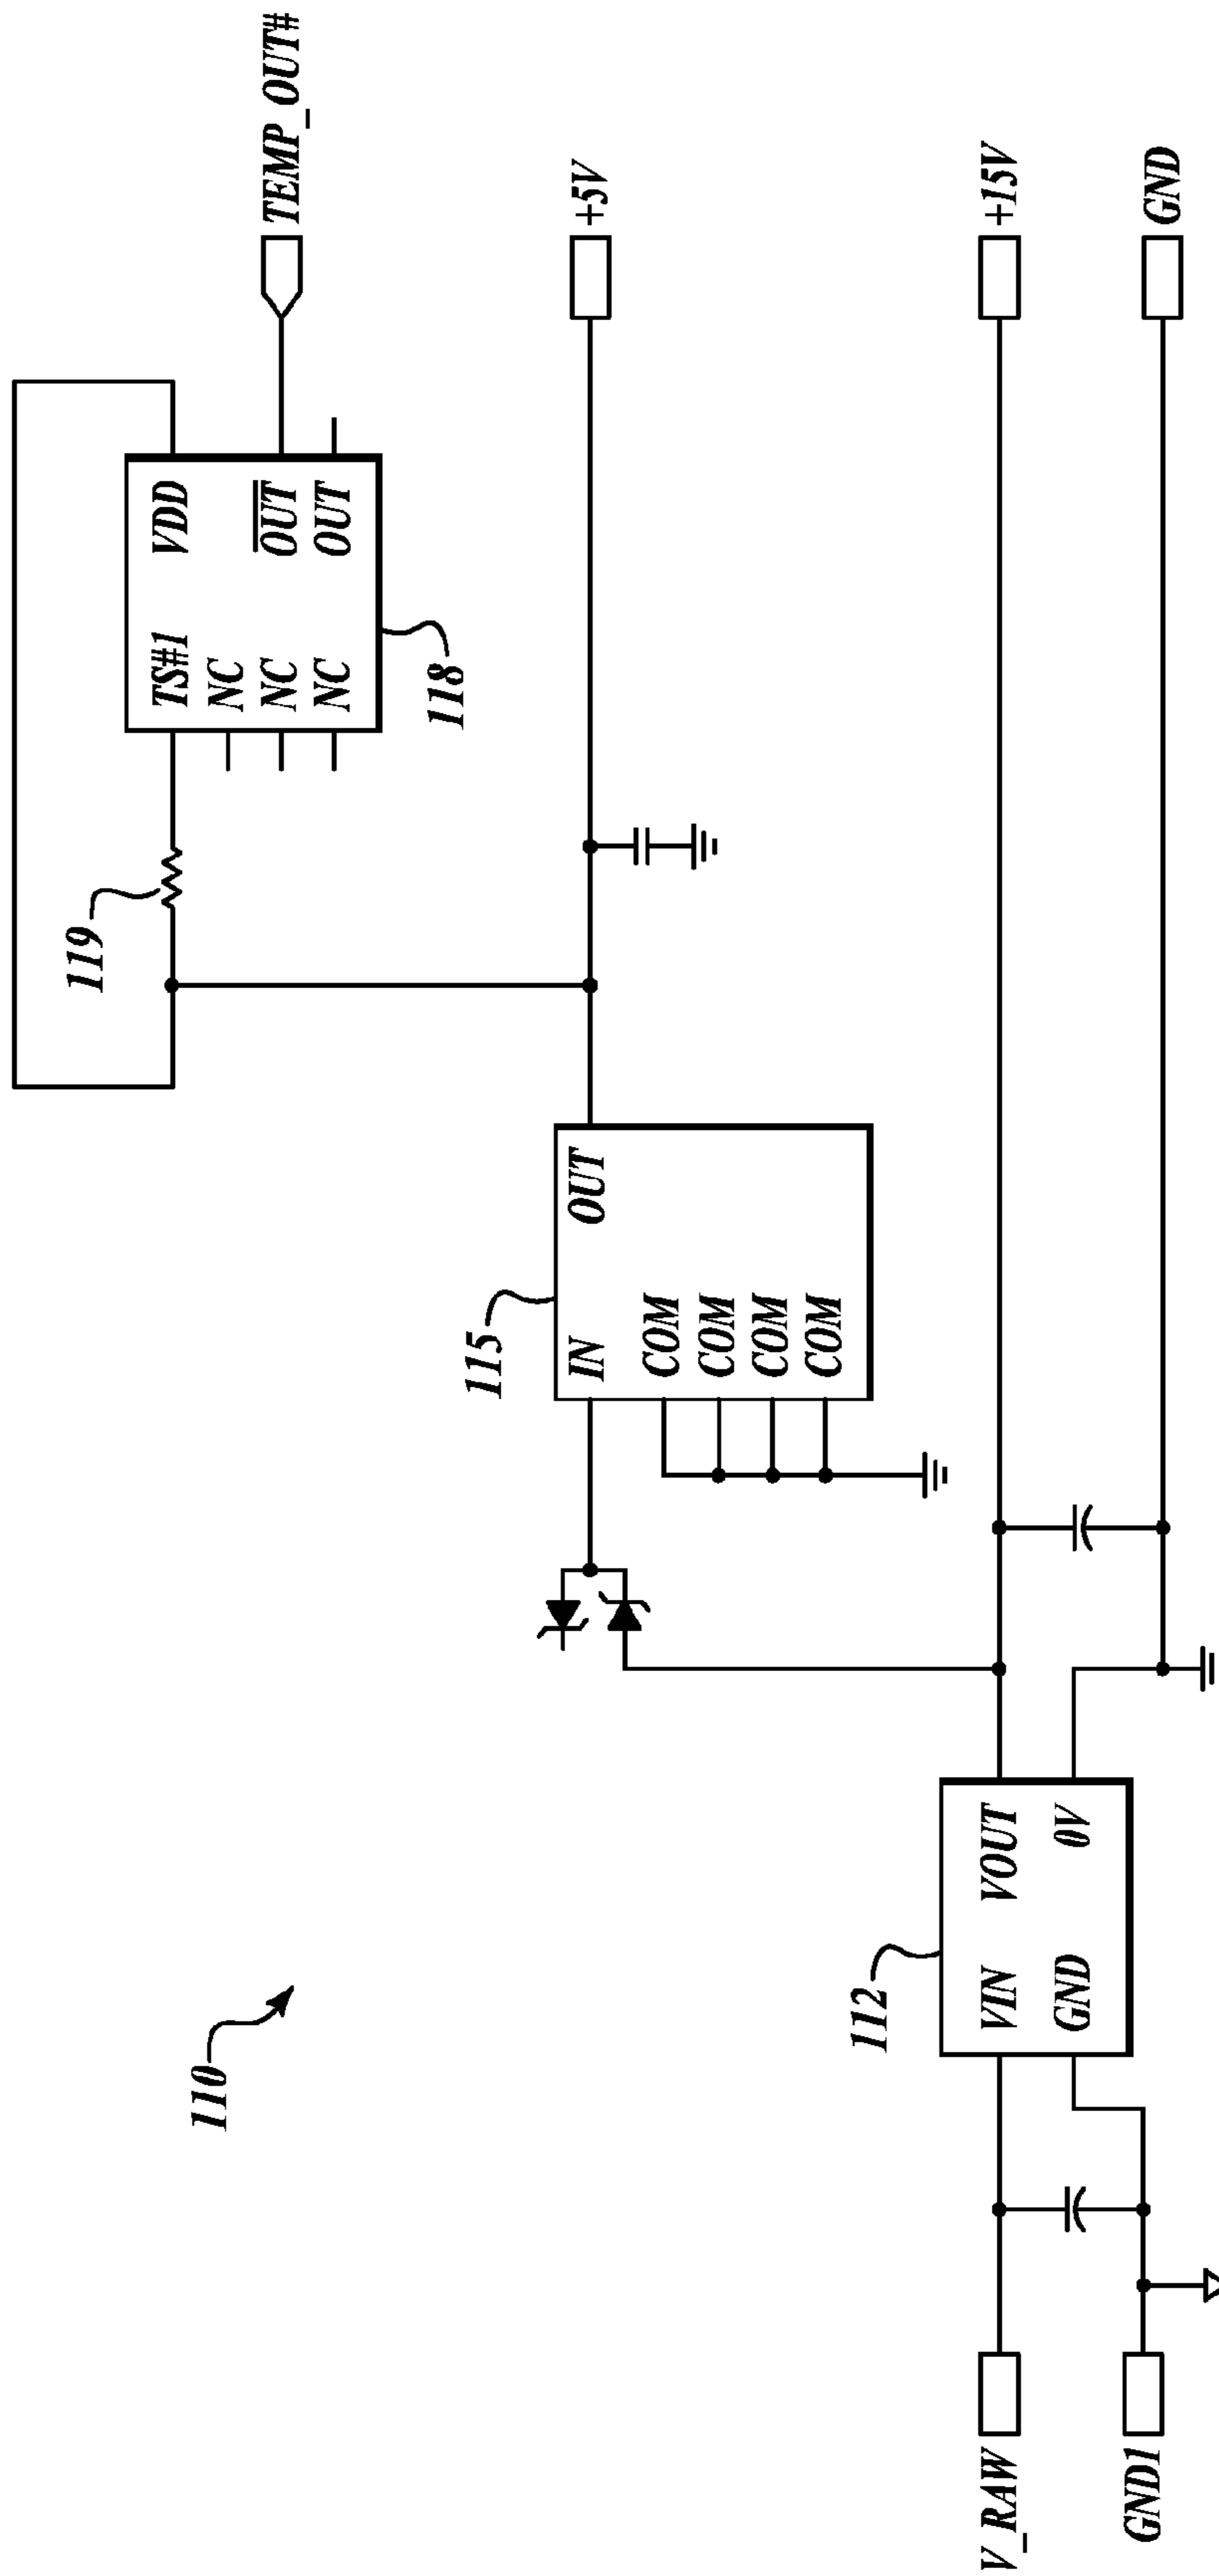 TEMP_OUT#
119
TS#1
VDD
NC
NC
OUT
NC
OUT
118
+5V
115
IN
OUT
COM
COM
COM
COM
110
112
V_RAW
VIN
VOUT
+15V
GND
0V
GND1
GND